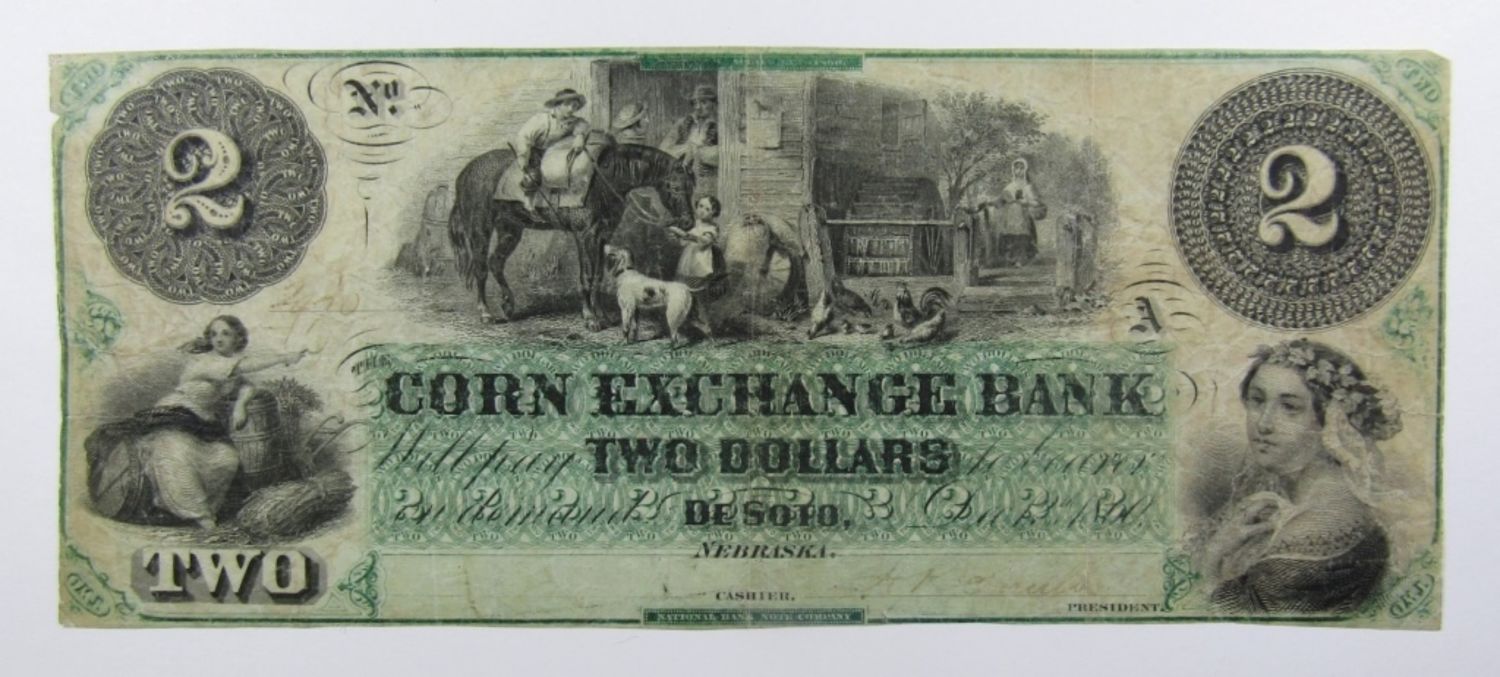 2
No.
2
A
THE
CORN EXCHANGE BANK
Will pay TWO DOLLARS to bearer
on demand DE SOTO,
NEBRASKA.
TWO
CASHIER.
PRESIDENT.
NATIONAL BANK NOTE COMPANY